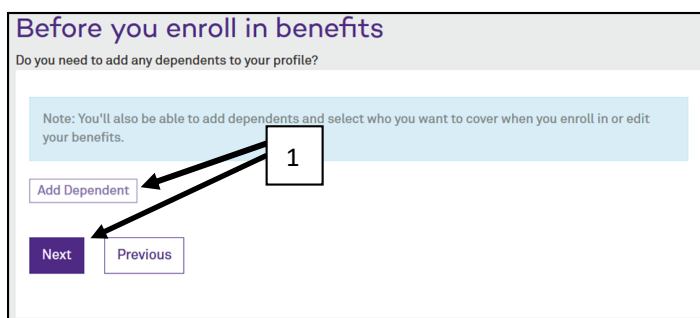 Before you enroll in benefits
Do you need to add any dependents to your profile?
Note: You'll also be able to add dependents and select who you want to cover when you enroll in or edit
your benefits.
1
Add Dependent
Next
Previous